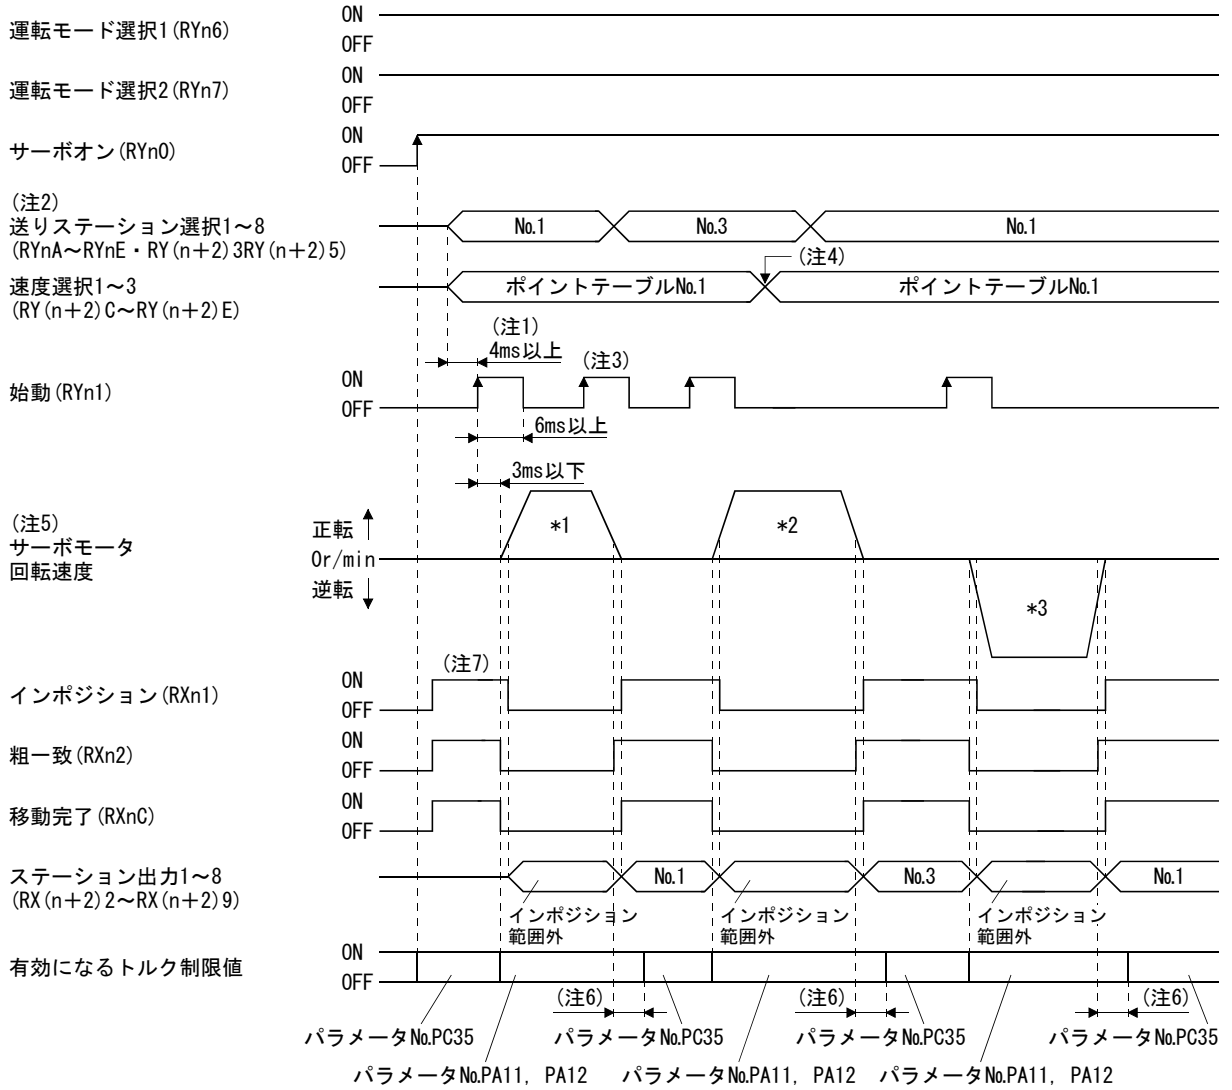 運転モード選択1(RYn6)
ON
OFF
運転モード選択2(RYn7)
ON
OFF
サーボオン(RYn0)
ON
OFF
(注2)
送りステーション選択1～8
(RYnA～RYnE・RY(n+2)3RY(n+2)5)
No.1
No.3
No.1
(注4)
速度選択1～3
(RY(n+2)C～RY(n+2)E)
ポイントテーブルNo.1
ポイントテーブルNo.1
(注1)
4ms以上
(注3)
始動(RYn1)
ON
OFF
6ms以上
3ms以下
(注5)
サーボモータ
回転速度
正転
0r/min
逆転
*1
*2
*3
(注7)
インポジション(RXn1)
ON
OFF
粗一致(RXn2)
ON
OFF
移動完了(RXnC)
ON
OFF
ステーション出力1～8
(RX(n+2)2～RX(n+2)9)
No.1
No.3
No.1
インポジション
範囲外
インポジション
範囲外
インポジション
範囲外
有効になるトルク制限値
ON
OFF
(注6)
(注6)
(注6)
パラメータNo.PC35
パラメータNo.PC35
パラメータNo.PC35
パラメータNo.PC35
パラメータNo.PA11, PA12
パラメータNo.PA11, PA12
パラメータNo.PA11, PA12